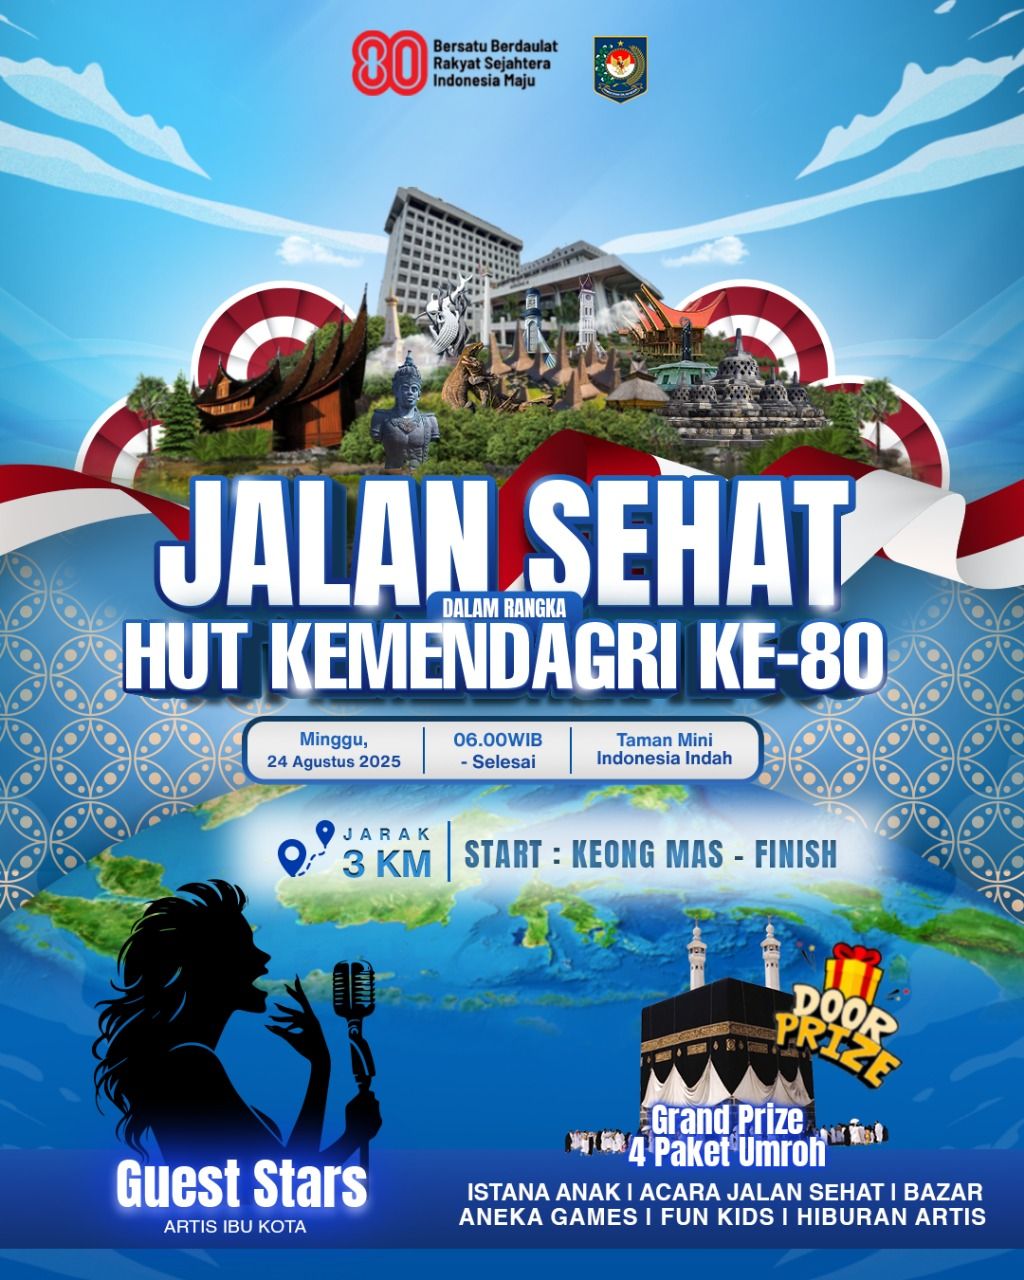 80 Bersatu Berdaulat
Rakyat Sejahtera
Indonesia Maju
JALAN SEHAT
DALAM RANGKA
HUT KEMENDAGRI KE-80
Minggu,
24 Agustus 2025
06.00WIB
- Selesai
Taman Mini
Indonesia Indah
JARAK
3 KM
START : KEONG MAS - FINISH
DOOR
PRIZE
Grand Prize
4 Paket Umroh
Guest Stars
ARTIS IBU KOTA
ISTANA ANAK | ACARA JALAN SEHAT | BAZAR
ANEKA GAMES | FUN KIDS | HIBURAN ARTIS